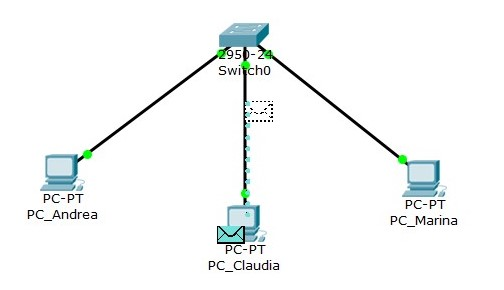 2950-24
Switch0
PC-PT
PC_Andrea
PC-PT
PC_Claudia
PC-PT
PC_Marina